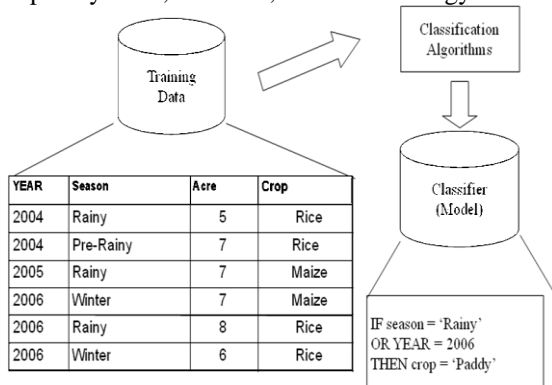 Classification
Algorithms
Training
Data
Classifier
(Model)
YEAR Season Acre Crop
2004 Rainy 5 Rice
2004 Pre-Rainy 7 Rice
2005 Rainy 7 Maize
2006 Winter 7 Maize
2006 Rainy 8 Rice
2006 Winter 6 Rice
IF season = ‘Rainy’
OR YEAR = 2006
THEN crop = ‘Paddy’